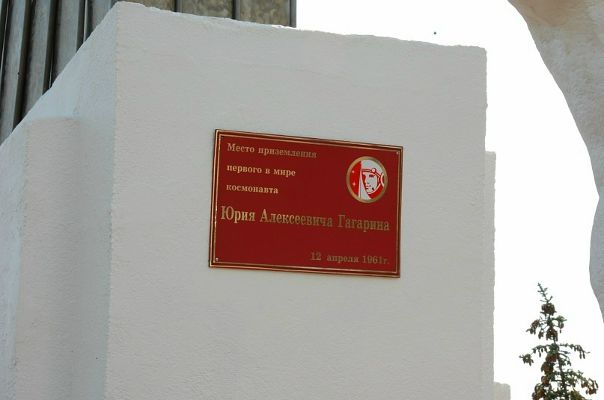 Место приземления
первого в мире
космонавта
Юрия Алексеевича Гагарина
12 апреля 1961г.